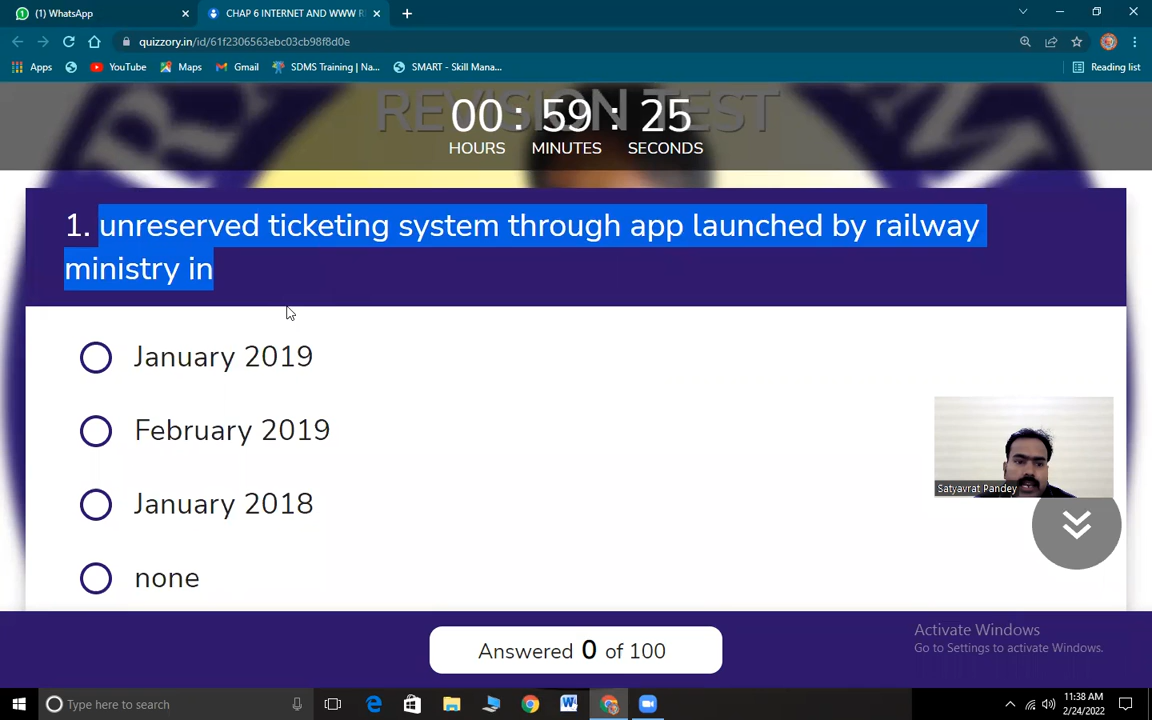 (1) WhatsApp
CHAP 6 INTERNET AND WWW R
quizzory.in/id/61f2306563ebc03cb98f8d0e
Apps
YouTube
Maps
Gmail
SDMS Training | Na...
SMART - Skill Mana...
Reading list
REVISION TEST
00 : 59 : 25
HOURS MINUTES SECONDS
1. unreserved ticketing system through app launched by railway
ministry in
January 2019
February 2019
January 2018
none
Satyavrat Pandey
Answered 0 of 100
Activate Windows
Go to Settings to activate Windows.
Type here to search
11:38 AM
2/24/2022